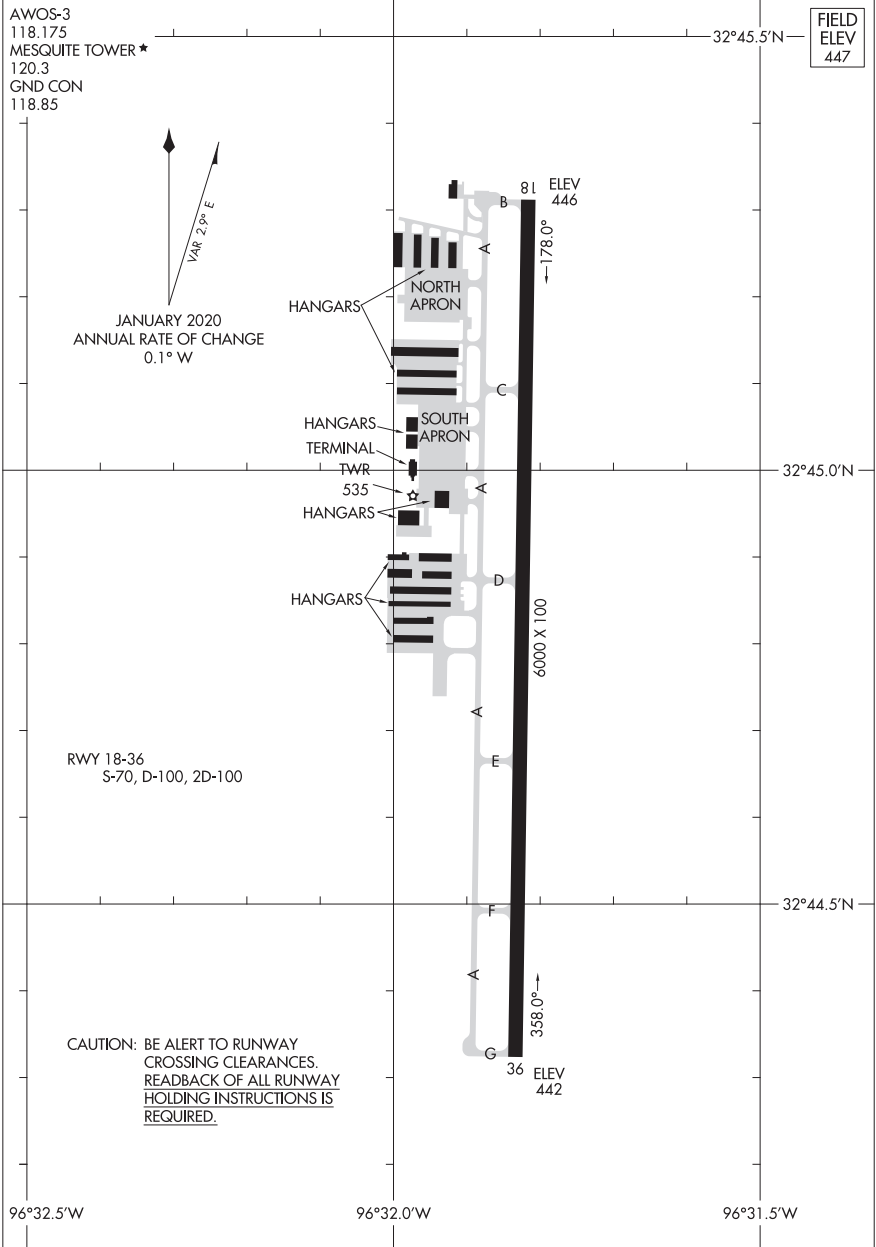 AWOS-3
118.175
MESQUITE TOWER ★
120.3
GND CON
118.85
32°45.5'N
FIELD
ELEV
447
VAR 2.9° E
JANUARY 2020
ANNUAL RATE OF CHANGE
0.1° W
18
ELEV
446
B
A
178.0°
NORTH
APRON
HANGARS
C
HANGARS
SOUTH
APRON
TERMINAL
TWR
535
32°45.0'N
A
HANGARS
D
HANGARS
6000 X 100
A
RWY 18-36
S-70, D-100, 2D-100
E
32°44.5'N
F
A
358.0°
CAUTION: BE ALERT TO RUNWAY
CROSSING CLEARANCES.
READBACK OF ALL RUNWAY
HOLDING INSTRUCTIONS IS
REQUIRED.
G
36
ELEV
442
96°32.5'W
96°32.0'W
96°31.5'W